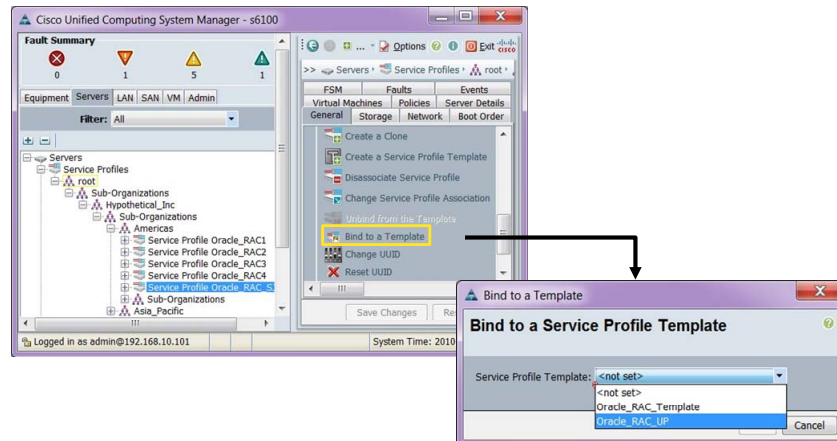 Cisco Unified Computing System Manager - s6100
Fault Summary
0 1 5 1
Equipment Servers LAN SAN VM Admin
Filter: All
Servers
Service Profiles
root
Sub-Organizations
Hypothetical_Inc
Sub-Organizations
Americas
Service Profile Oracle_RAC1
Service Profile Oracle_RAC2
Service Profile Oracle_RAC3
Service Profile Oracle_RAC4
Service Profile Oracle_RAC_S
Sub-Organizations
Asia_Pacific
Logged in as admin@192.168.10.101
System Time: 2010
... Options Exit cisco
>> Servers Service Profiles root
FSM Faults Events
Virtual Machines Policies Server Details
General Storage Network Boot Order
Create a Clone
Create a Service Profile Template
Disassociate Service Profile
Change Service Profile Association
Unbind from the Template
Bind to a Template
Change UUID
Reset UUID
Save Changes Re
Bind to a Template
Bind to a Service Profile Template
Service Profile Template: <not set>
<not set>
Oracle_RAC_Template
Oracle_RAC_UP
Cancel